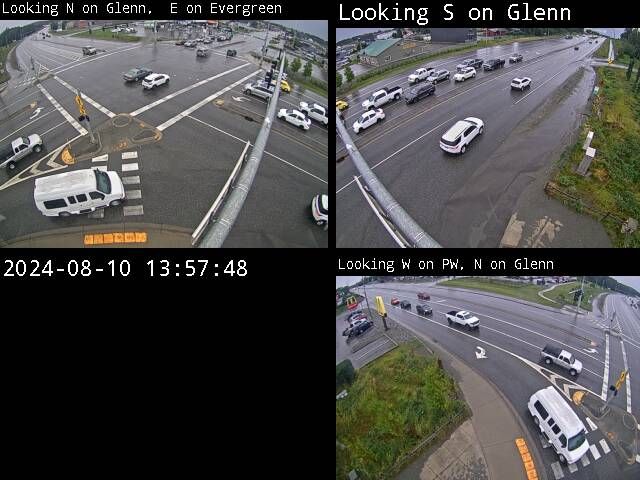 Looking N on Glenn, E on Evergreen
Looking S on Glenn
2024-08-10 13:57:48
Looking W on PW, N on Glenn